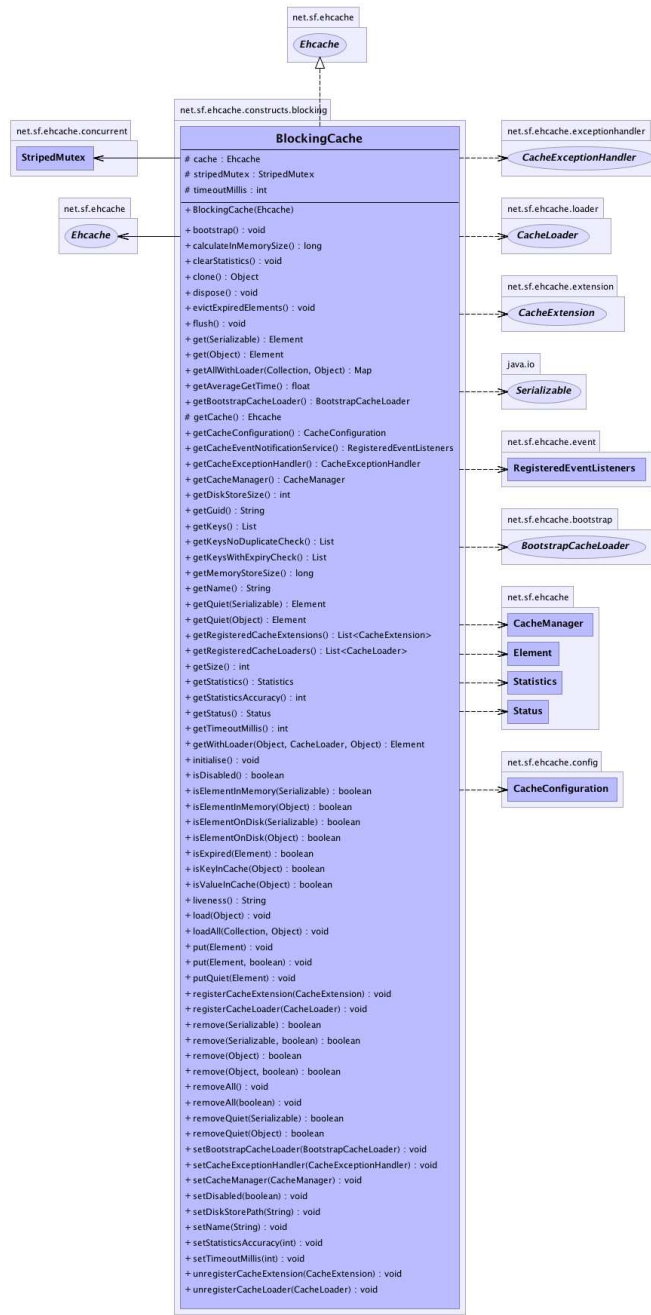 net.sf.ehcache
Ehcache
net.sf.ehcache.constructs.blocking
BlockingCache
# cache : Ehcache
# stripedMutex : StripedMutex
# timeoutMillis : int
+ BlockingCache(Ehcache)
+ bootstrap() : void
+ calculateInMemorySize() : long
+ clearStatistics() : void
+ clone() : Object
+ dispose() : void
+ evictExpiredElements() : void
+ flush() : void
+ get(Serializable) : Element
+ get(Object) : Element
+ getAllWithLoader(Collection, Object) : Map
+ getAverageGetTime() : float
+ getBootstrapCacheLoader() : BootstrapCacheLoader
# getCache() : Ehcache
+ getCacheConfiguration() : CacheConfiguration
+ getCacheEventNotificationService() : RegisteredEventListeners
+ getCacheExceptionHandler() : CacheExceptionHandler
+ getCacheManager() : CacheManager
+ getDiskStoreSize() : int
+ getGuid() : String
+ getKeys() : List
+ getKeysNoDuplicateCheck() : List
+ getKeysWithExpiryCheck() : List
+ getMemoryStoreSize() : long
+ getName() : String
+ getQuiet(Serializable) : Element
+ getQuiet(Object) : Element
+ getRegisteredCacheExtensions() : List<CacheExtension>
+ getRegisteredCacheLoaders() : List<CacheLoader>
+ getSize() : int
+ getStatistics() : Statistics
+ getStatisticsAccuracy() : int
+ getStatus() : Status
+ getTimeoutMillis() : int
+ getWithLoader(Object, CacheLoader, Object) : Element
+ initialise() : void
+ isDisabled() : boolean
+ isElementInMemory(Serializable) : boolean
+ isElementInMemory(Object) : boolean
+ isElementOnDisk(Serializable) : boolean
+ isElementOnDisk(Object) : boolean
+ isExpired(Element) : boolean
+ isKeyInCache(Object) : boolean
+ isValueInCache(Object) : boolean
+ liveness() : String
+ load(Object) : void
+ loadAll(Collection, Object) : void
+ put(Element) : void
+ put(Element, boolean) : void
+ putQuiet(Element) : void
+ registerCacheExtension(CacheExtension) : void
+ registerCacheLoader(CacheLoader) : void
+ remove(Serializable) : boolean
+ remove(Serializable, boolean) : boolean
+ remove(Object) : boolean
+ remove(Object, boolean) : boolean
+ removeAll() : void
+ removeAll(boolean) : void
+ removeQuiet(Serializable) : boolean
+ removeQuiet(Object) : boolean
+ setBootstrapCacheLoader(BootstrapCacheLoader) : void
+ setCacheExceptionHandler(CacheExceptionHandler) : void
+ setCacheManager(CacheManager) : void
+ setDisabled(boolean) : void
+ setDiskStorePath(String) : void
+ setName(String) : void
+ setStatisticsAccuracy(int) : void
+ setTimeoutMillis(int) : void
+ unregisterCacheExtension(CacheExtension) : void
+ unregisterCacheLoader(CacheLoader) : void
net.sf.ehcache.concurrent
StripedMutex
net.sf.ehcache
Ehcache
net.sf.ehcache.exceptionhandler
CacheExceptionHandler
net.sf.ehcache.loader
CacheLoader
net.sf.ehcache.extension
CacheExtension
java.io
Serializable
net.sf.ehcache.event
RegisteredEventListeners
net.sf.ehcache.bootstrap
BootstrapCacheLoader
net.sf.ehcache
CacheManager
Element
Statistics
Status
net.sf.ehcache.config
CacheConfiguration